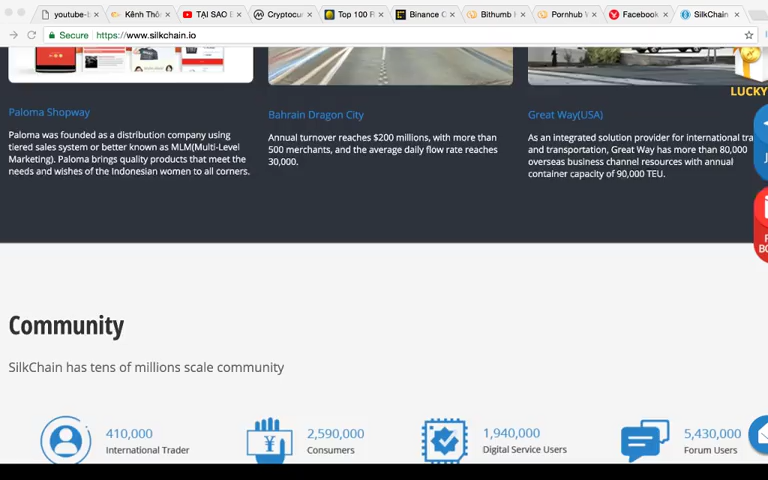 youtube-b
Kênh Thôn
TẠI SAO B
Cryptocur
Top 100 R
Binance C
Bithumb
Pornhub
Facebook
SilkChain
Secure
https://www.silkchain.io
LUCKY
Paloma Shopway
Paloma was founded as a distribution company using
tiered sales system or better known as MLM(Multi-Level
Marketing). Paloma brings quality products that meet the
needs and wishes of the Indonesian women to all corners.
Bahrain Dragon City
Annual turnover reaches $200 millions, with more than
500 merchants, and the average daily flow rate reaches
30,000.
Great Way(USA)
As an integrated solution provider for international tra
and transportation, Great Way has more than 80,000
overseas business channel resources with annual
container capacity of 90,000 TEU.
Community
SilkChain has tens of millions scale community
410,000
International Trader
2,590,000
Consumers
1,940,000
Digital Service Users
5,430,000
Forum Users